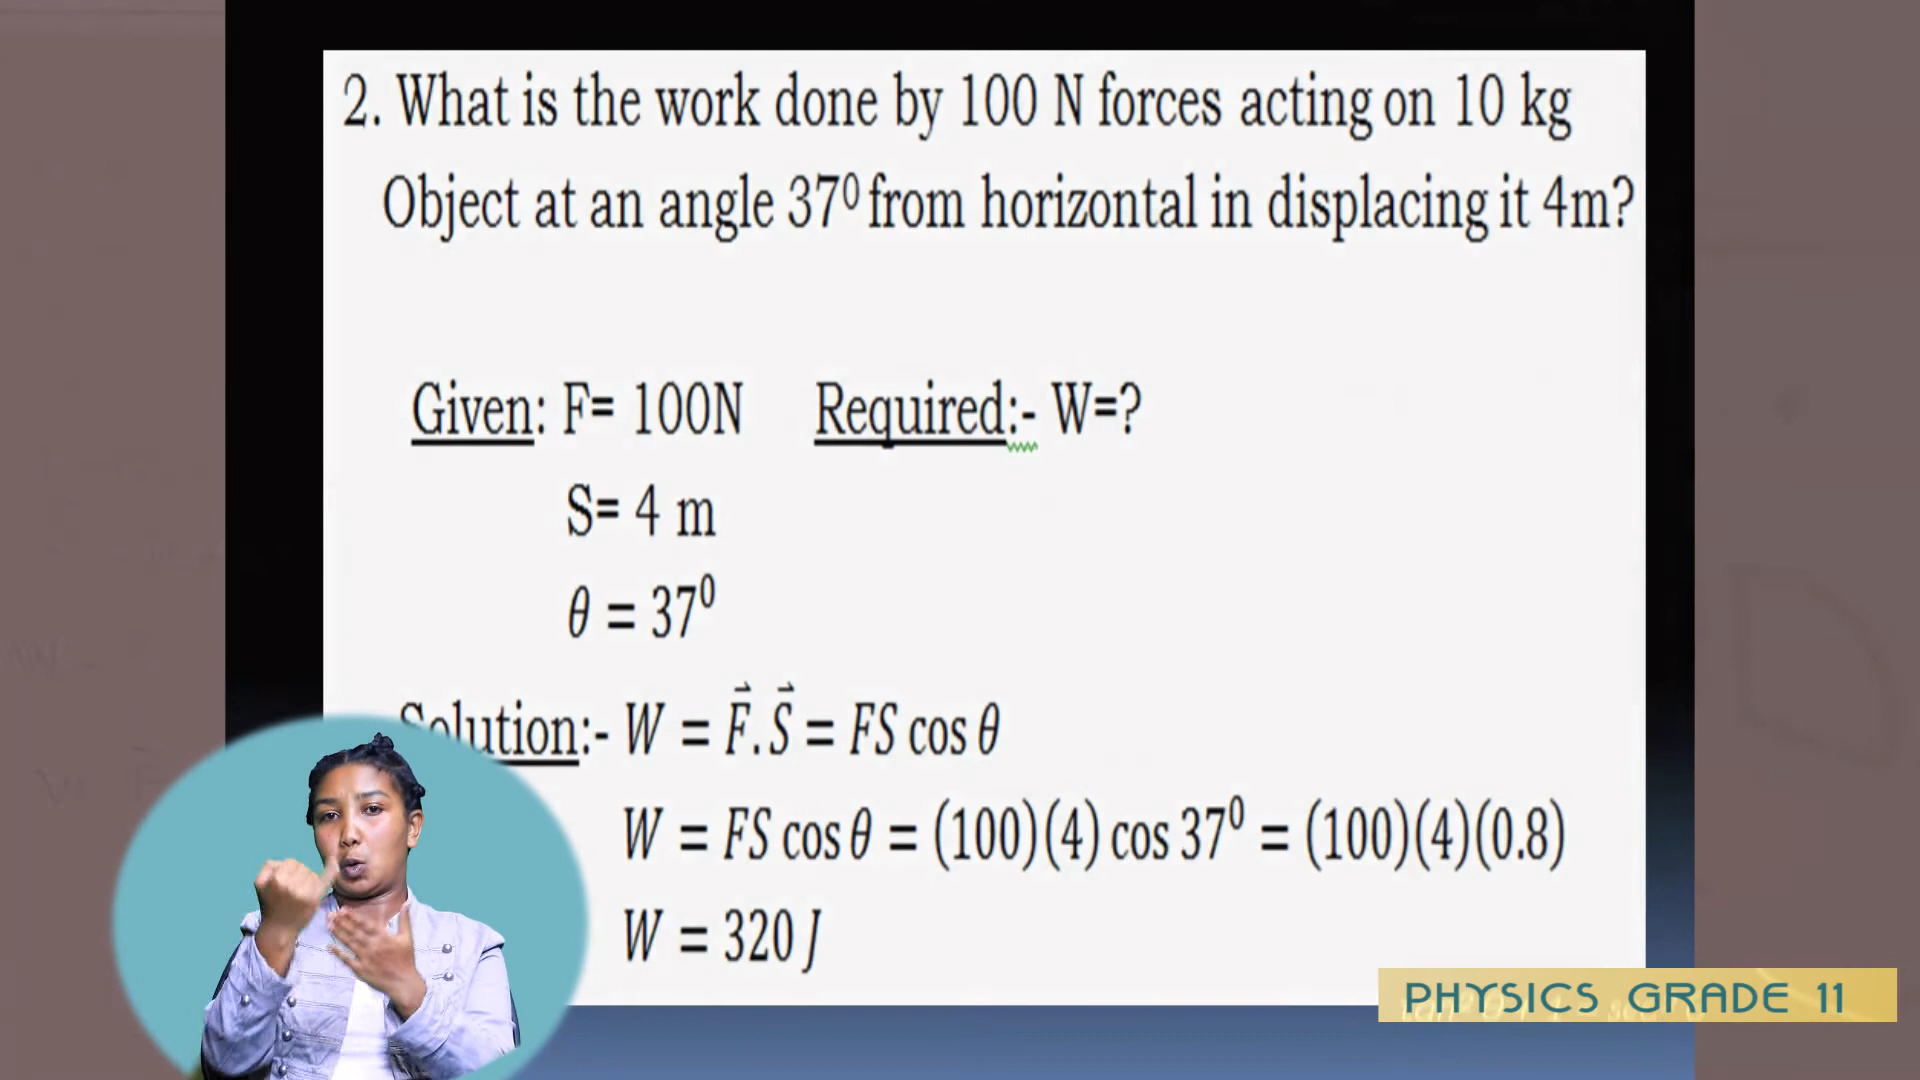 2. What is the work done by 100 N forces acting on 10 kg
Object at an angle 37⁰ from horizontal in displacing it 4m?
Given: F= 100N Required:- W=?
S= 4 m
θ = 37⁰
Solution:- W = F⃗.S⃗ = FS cos θ
W = FS cos θ = (100)(4) cos 37⁰ = (100)(4)(0.8)
W = 320 J
PHYSICS GRADE 11